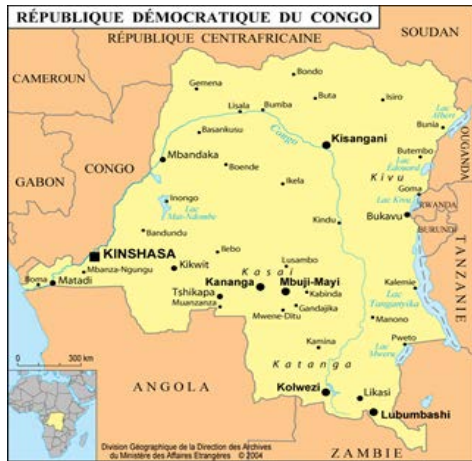 RÉPUBLIQUE DÉMOCRATIQUE DU CONGO
RÉPUBLIQUE CENTRAFRICAINE
SOUDAN
CAMEROUN
Gemena
Bondo
Lisala
Bumba
Buta
Isiro
Lac
Albert
Bunia
Basankusu
Congo
Kisangani
OUGANDA
CONGO
Mbandaka
Boende
Butembo
Lac
Edouard
Kivu
GABON
Ikela
Goma
Inongo
Lac
Mai-Ndombe
Lac Kivu
RWANDA
Kindu
Bukavu
BURUNDI
Bandundu
KINSHASA
Ilebo
Lusambo
TANZANIE
Mbanza-Ngungu
Kikwit
Kasai
Boma
Matadi
Kananga
Mbuji-Mayi
Kalemie
Tshikapa
Kabinda
Lac
Tanganyika
Muanzanza
Gandajika
Mwene-Ditu
Manono
Kamina
Pweto
0
300 km
Lac
Mweru
Katanga
ANGOLA
Kolwezi
Likasi
Lubumbashi
Division Géographique de la Direction des Archives
du Ministère des Affaires Etrangères © 2004
ZAMBIE